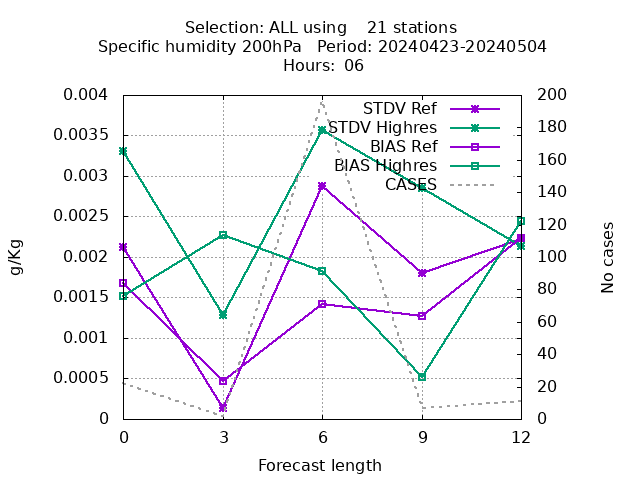 Selection: ALL using    21 stations
Specific humidity 200hPa   Period: 20240423-20240504
Hours:  06
STDV Ref
STDV Highres
BIAS Ref
BIAS Highres
CASES
0.004
0.0035
0.003
0.0025
0.002
0.0015
0.001
0.0005
0
200
180
160
140
120
100
80
60
40
20
0
g/Kg
No cases
0 3 6 9 12
Forecast length